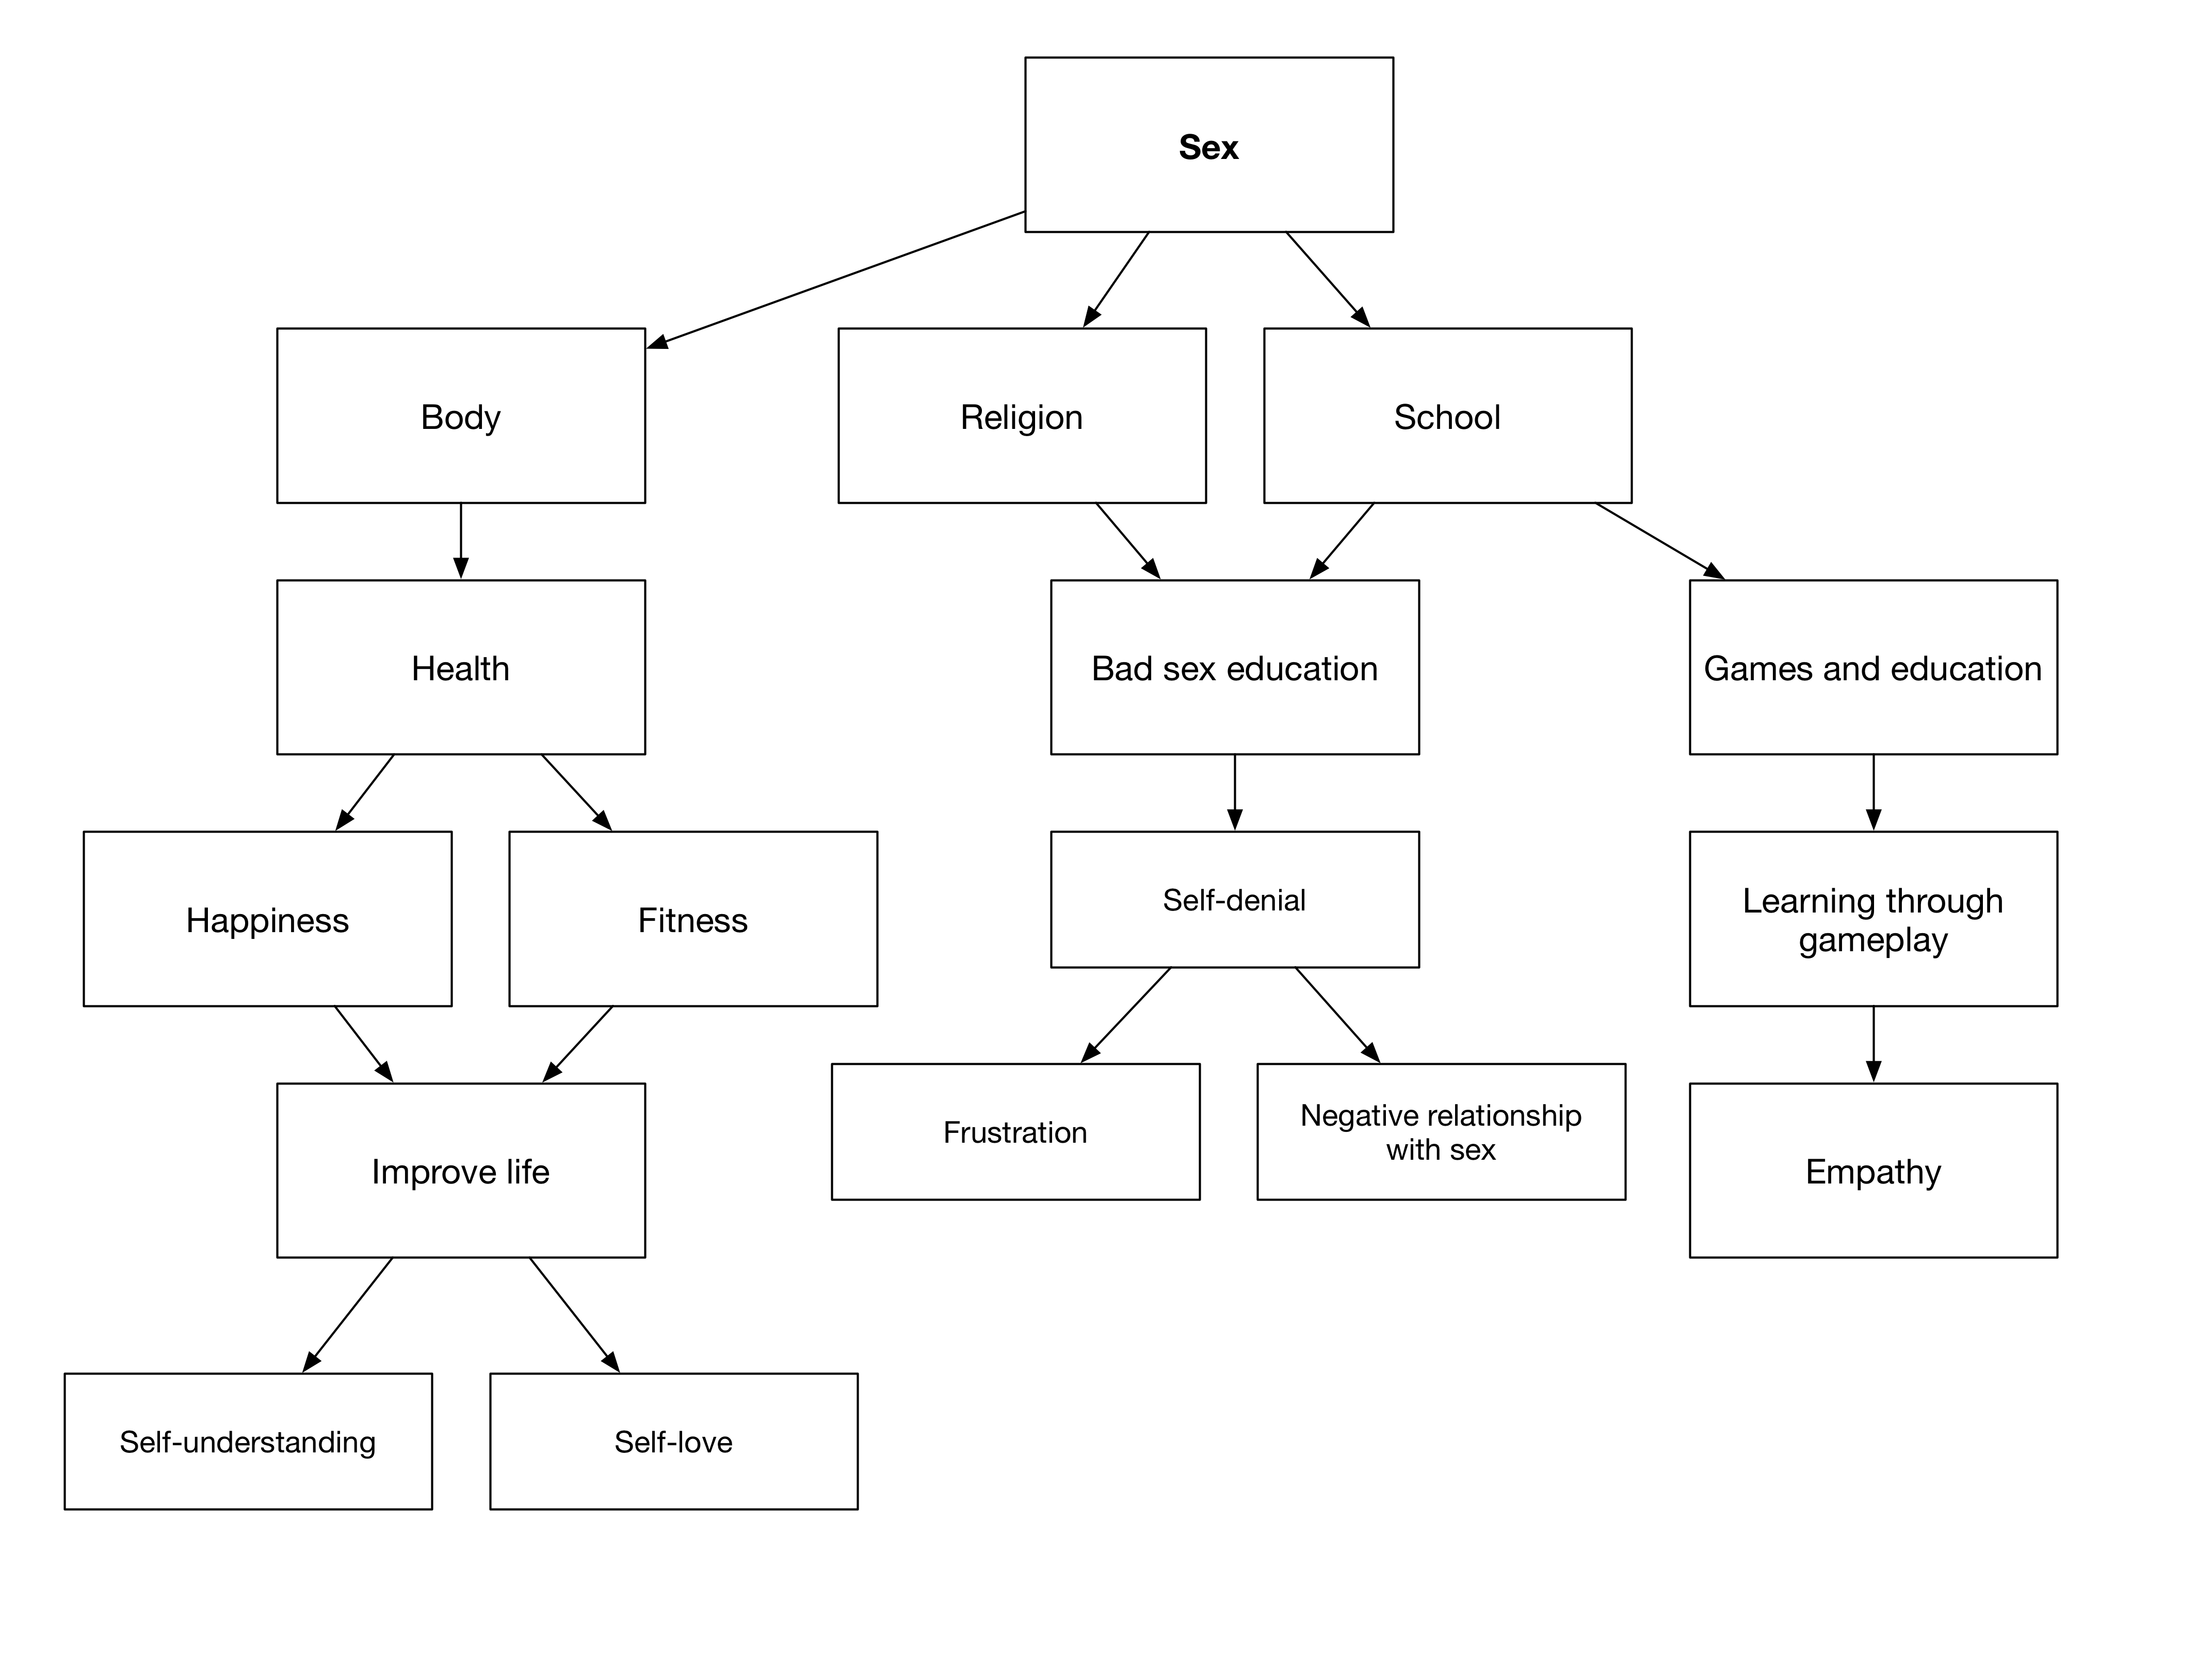 Sex
Body
Religion
School
Health
Bad sex education
Games and education
Happiness
Fitness
Self-denial
Learning through
gameplay
Improve life
Frustration
Negative relationship
with sex
Empathy
Self-understanding
Self-love